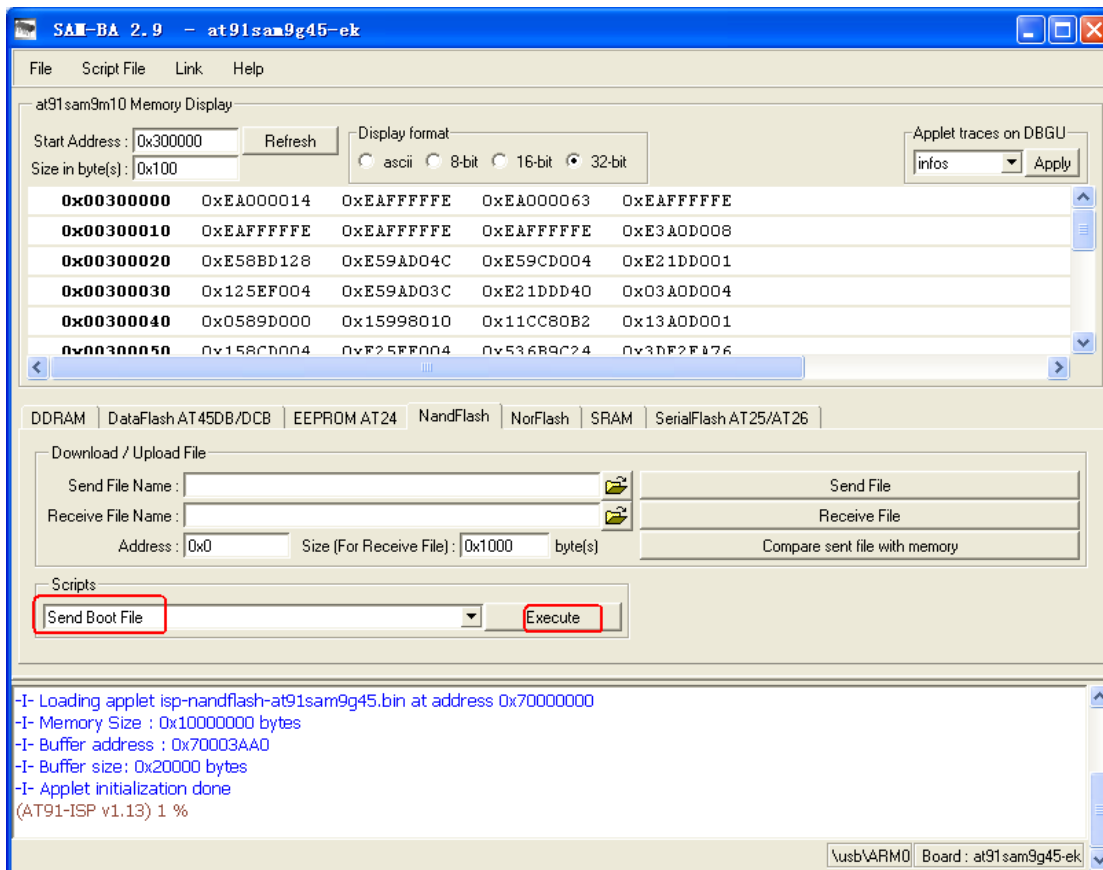 SAM-BA 2.9 - at91sam9g45-ek
File Script File Link Help
at91sam9m10 Memory Display
Start Address : 0x300000 Refresh Display format Applet traces on DBGU
Size in byte(s) : 0x100 ascii 8-bit 16-bit 32-bit infos Apply
0x00300000 0xEA000014 0xEAFFFFFE 0xEA000063 0xEAFFFFFE
0x00300010 0xEAFFFFFE 0xEAFFFFFE 0xEAFFFFFE 0xE3A0D008
0x00300020 0xE58BD128 0xE59AD04C 0xE59CD004 0xE21DD001
0x00300030 0x125EF004 0xE59AD03C 0xE21DDD40 0x03A0D004
0x00300040 0x0589D000 0x15998010 0x11CC80B2 0x13A0D001
0x00300050 0x158CD004 0xE25EF004 0x536B9C24 0x3DF2FA76
DDRAM DataFlash AT45DB/DCB EEPROM AT24 NandFlash NorFlash SRAM SerialFlash AT25/AT26
Download / Upload File
Send File Name : Send File
Receive File Name : Receive File
Address : 0x0 Size (For Receive File) : 0x1000 byte(s) Compare sent file with memory
Scripts
Send Boot File Execute
-I- Loading applet isp-nandflash-at91sam9g45.bin at address 0x70000000
-I- Memory Size : 0x10000000 bytes
-I- Buffer address : 0x70003AA0
-I- Buffer size: 0x20000 bytes
-I- Applet initialization done
(AT91-ISP v1.13) 1 %
\usb\ARM0 Board : at91sam9g45-ek